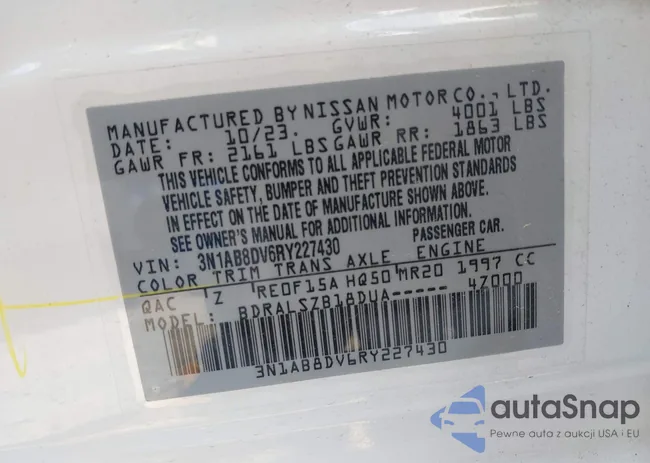 MANUFACTURED BY NISSAN MOTOR CO., LTD.
DATE: 10/23. GVWR: 4001 LBS
GAWR FR: 2161 LBS GAWR RR: 1863 LBS
THIS VEHICLE CONFORMS TO ALL APPLICABLE FEDERAL MOTOR
VEHICLE SAFETY, BUMPER AND THEFT PREVENTION STANDARDS
IN EFFECT ON THE DATE OF MANUFACTURE SHOWN ABOVE.
SEE OWNER'S MANUAL FOR ADDITIONAL INFORMATION.
VIN: 3N1AB8DV6RY227430 PASSENGER CAR.
COLOR TRIM TRANS AXLE ENGINE
QAC Z RE0F15A HQ50 MR20 1997 CC
MODEL: BDRALSZB18DUA----- 4Z000
3N1AB8DV6RY227430
autaSnap
Pewne auta z aukcji USA i EU